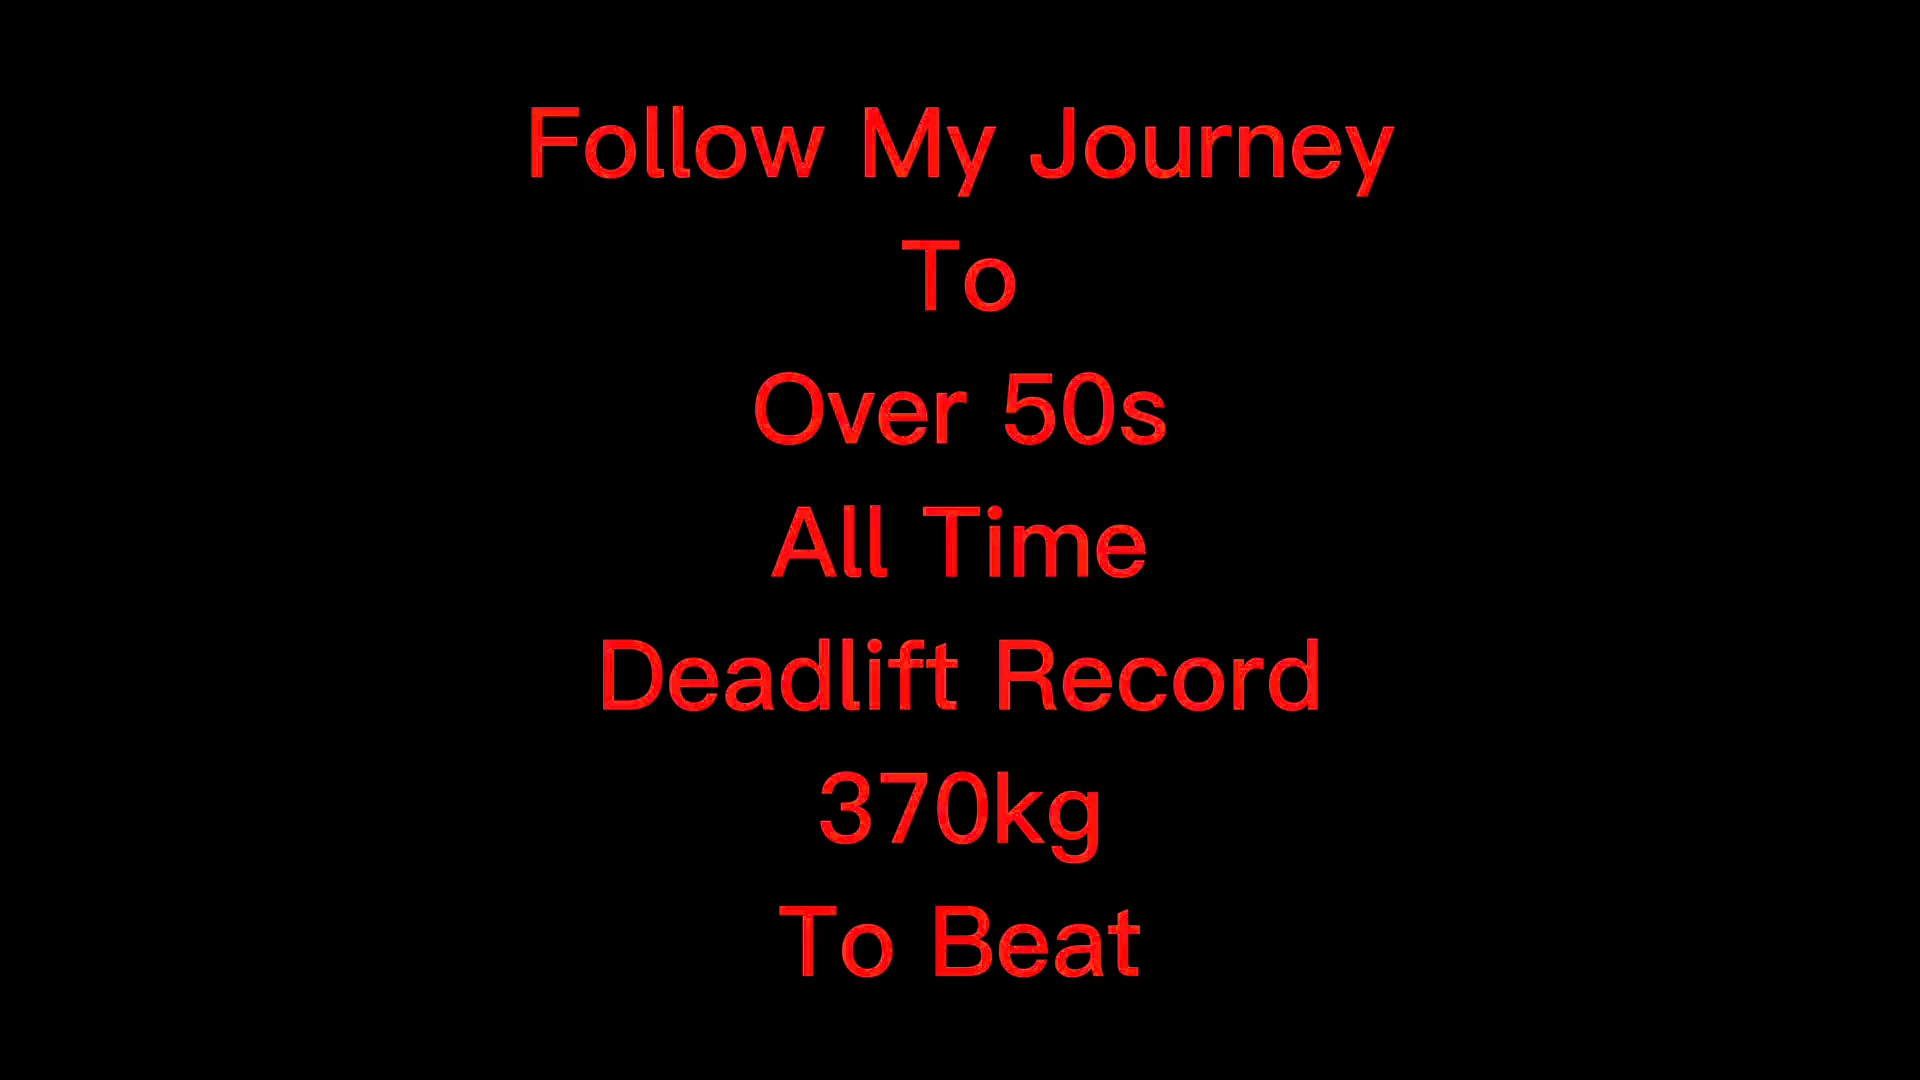 Follow My Journey
To
Over 50s
All Time
Deadlift Record
370kg
To Beat